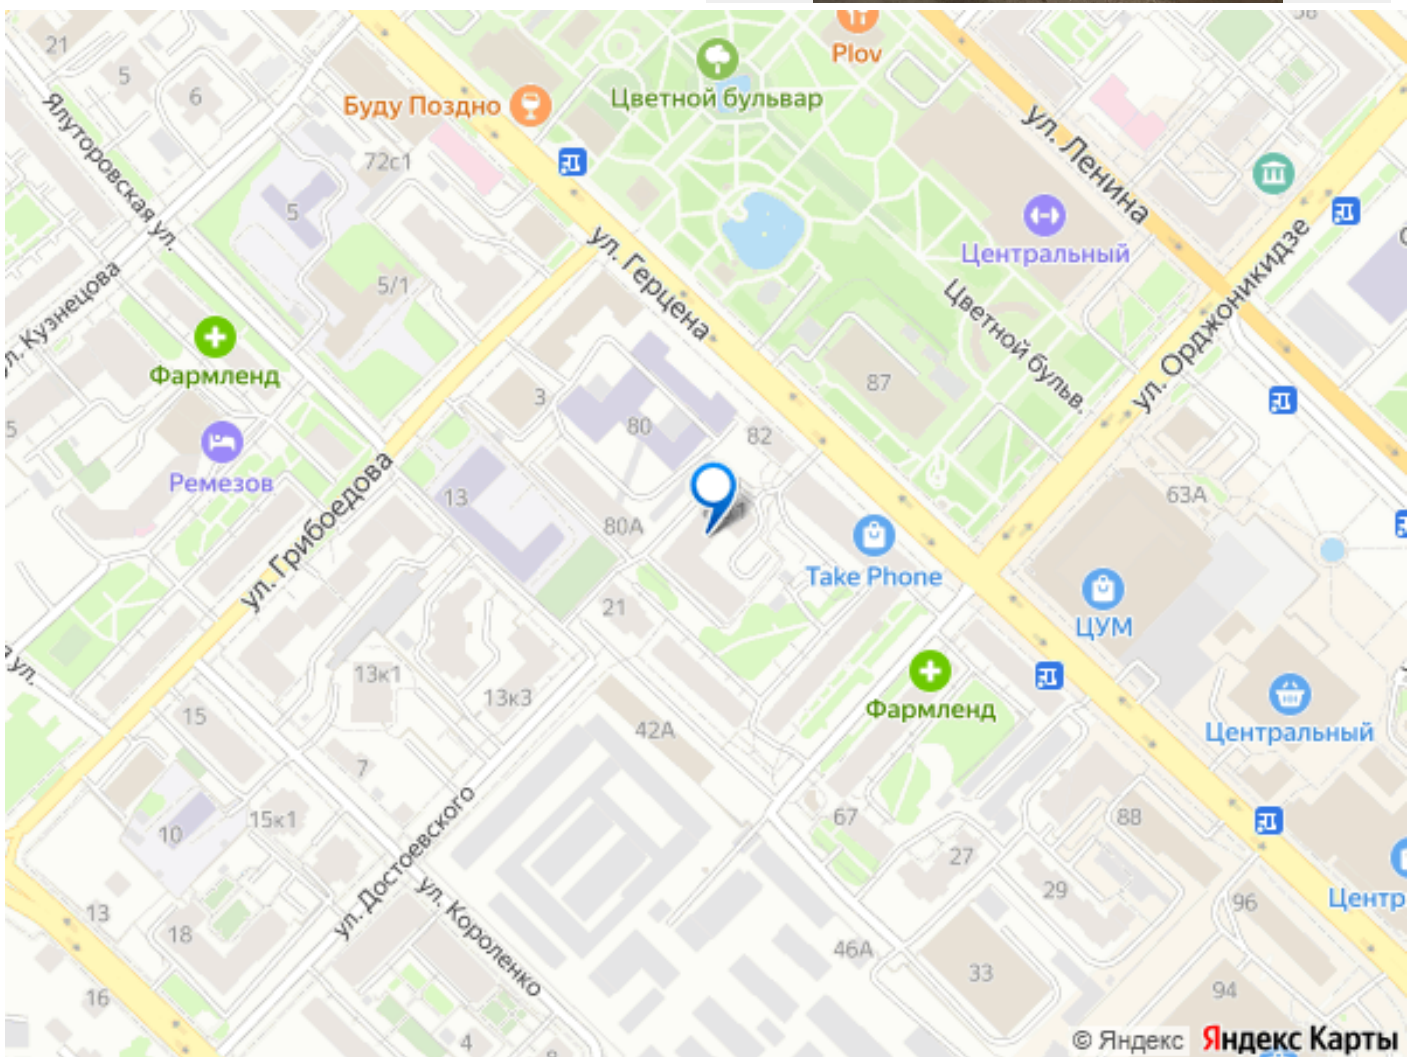 21
5
6
Ялуторовская ул.
Буду Поздно
72с1
Цветной бульвар
Plov
ул. Ленина
5
5/1
ул. Герцена
Центральный
Цветной бульв.
ул. Орджоникидзе
ул. Кузнецова
Фармленд
3
80
82
87
5
Ремезов
ул. Грибоедова
13
80А
63А
Take Phone
ЦУМ
21
ул.
13к1
13к3
15
42А
Фармленд
Центральный
7
10
15к1
ул. Достоевского
67
88
27
29
ул. Короленко
13
18
96
Центр
46А
33
16
94
4
8
© Яндекс Яндекс Карты